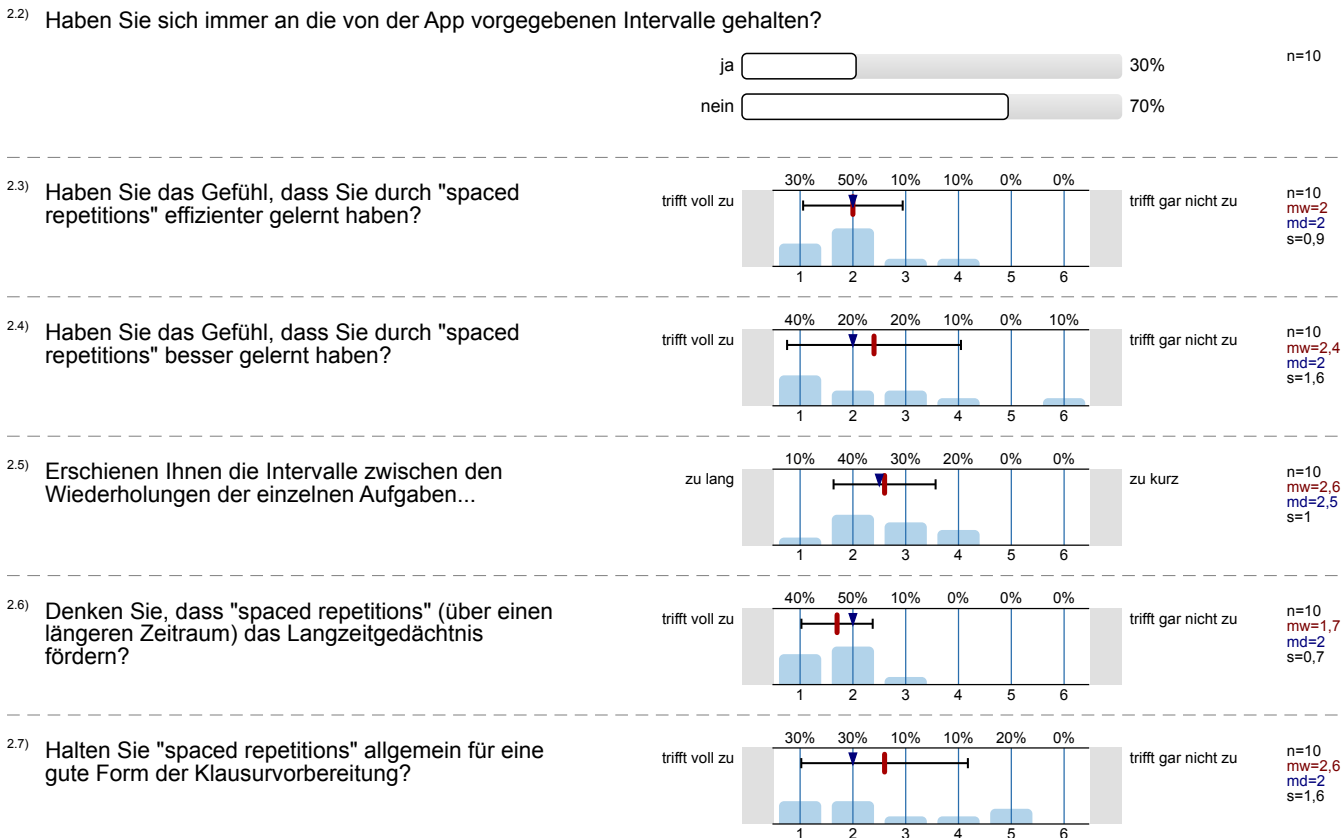 2.2) Haben Sie sich immer an die von der App vorgegebenen Intervalle gehalten?
ja 30% n=10
nein 70%
2.3) Haben Sie das Gefühl, dass Sie durch "spaced
repetitions" effizienter gelernt haben?
30% 50% 10% 10% 0% 0%
trifft voll zu trifft gar nicht zu
1 2 3 4 5 6
n=10
mw=2
md=2
s=0,9
2.4) Haben Sie das Gefühl, dass Sie durch "spaced
repetitions" besser gelernt haben?
40% 20% 20% 10% 0% 10%
trifft voll zu trifft gar nicht zu
1 2 3 4 5 6
n=10
mw=2,4
md=2
s=1,6
2.5) Erschienen Ihnen die Intervalle zwischen den
Wiederholungen der einzelnen Aufgaben...
10% 40% 30% 20% 0% 0%
zu lang zu kurz
1 2 3 4 5 6
n=10
mw=2,6
md=2,5
s=1
2.6) Denken Sie, dass "spaced repetitions" (über einen
längeren Zeitraum) das Langzeitgedächtnis
fördern?
40% 50% 10% 0% 0% 0%
trifft voll zu trifft gar nicht zu
1 2 3 4 5 6
n=10
mw=1,7
md=2
s=0,7
2.7) Halten Sie "spaced repetitions" allgemein für eine
gute Form der Klausurvorbereitung?
30% 30% 10% 10% 20% 0%
trifft voll zu trifft gar nicht zu
1 2 3 4 5 6
n=10
mw=2,6
md=2
s=1,6